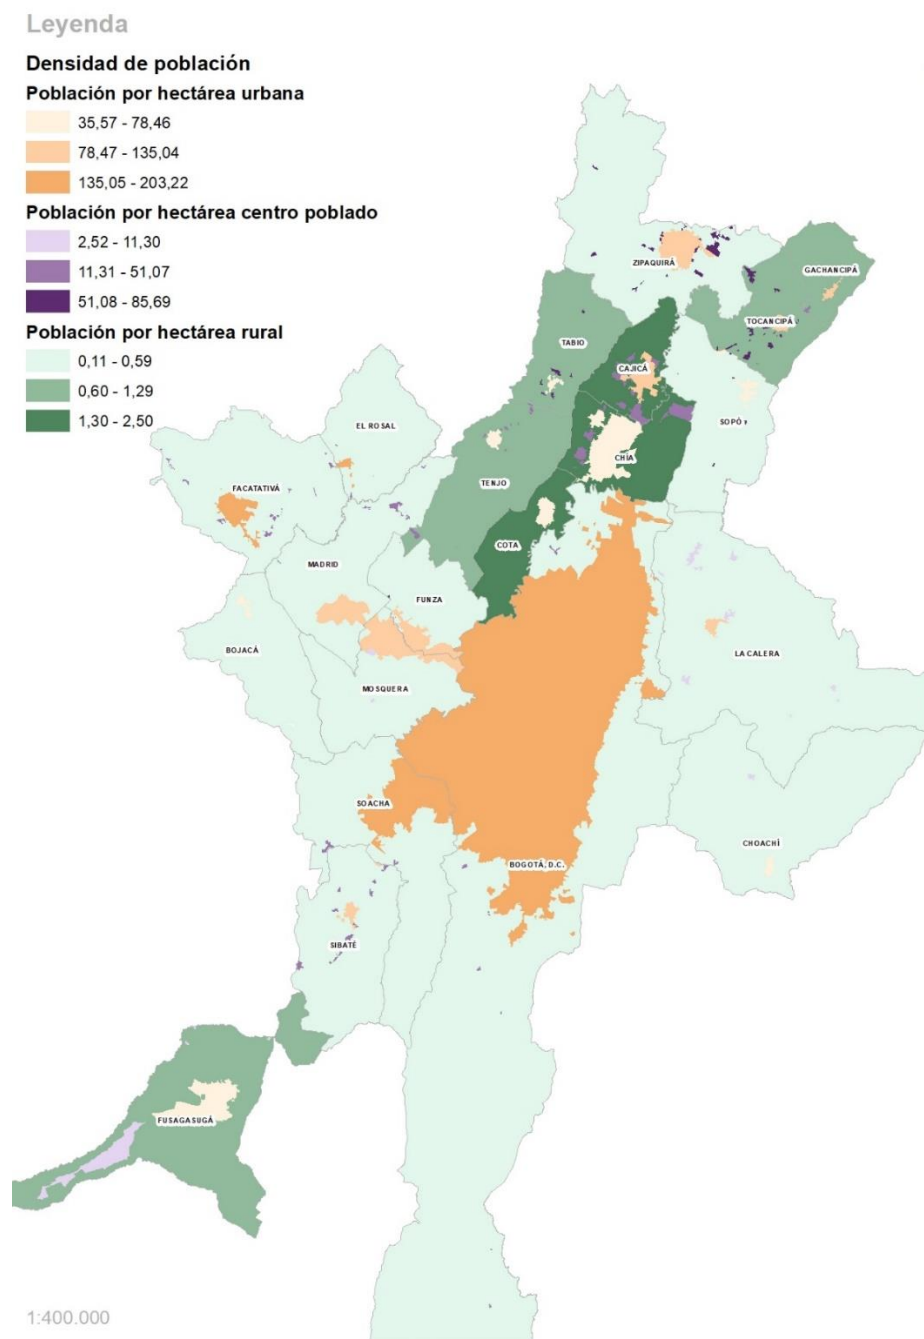 Leyenda
Densidad de población
Población por hectárea urbana
35,57 - 78,46
78,47 - 135,04
135,05 - 203,22
Población por hectárea centro poblado
2,52 - 11,30
11,31 - 51,07
51,08 - 85,69
Población por hectárea rural
0,11 - 0,59
0,60 - 1,29
1,30 - 2,50
ZIPAQUIRÁ
GACHANCIPÁ
TOCANCIPÁ
TABIO
CAJICÁ
SOPÓ
EL ROSAL
CHÍA
FACATATIVÁ
TENJO
COTA
MADRID
FUNZA
BOJACÁ
LA CALERA
MOSQUERA
SOACHA
CHOACHÍ
BOGOTÁ, D.C.
SIBATÉ
FUSAGASUGÁ
1:400.000